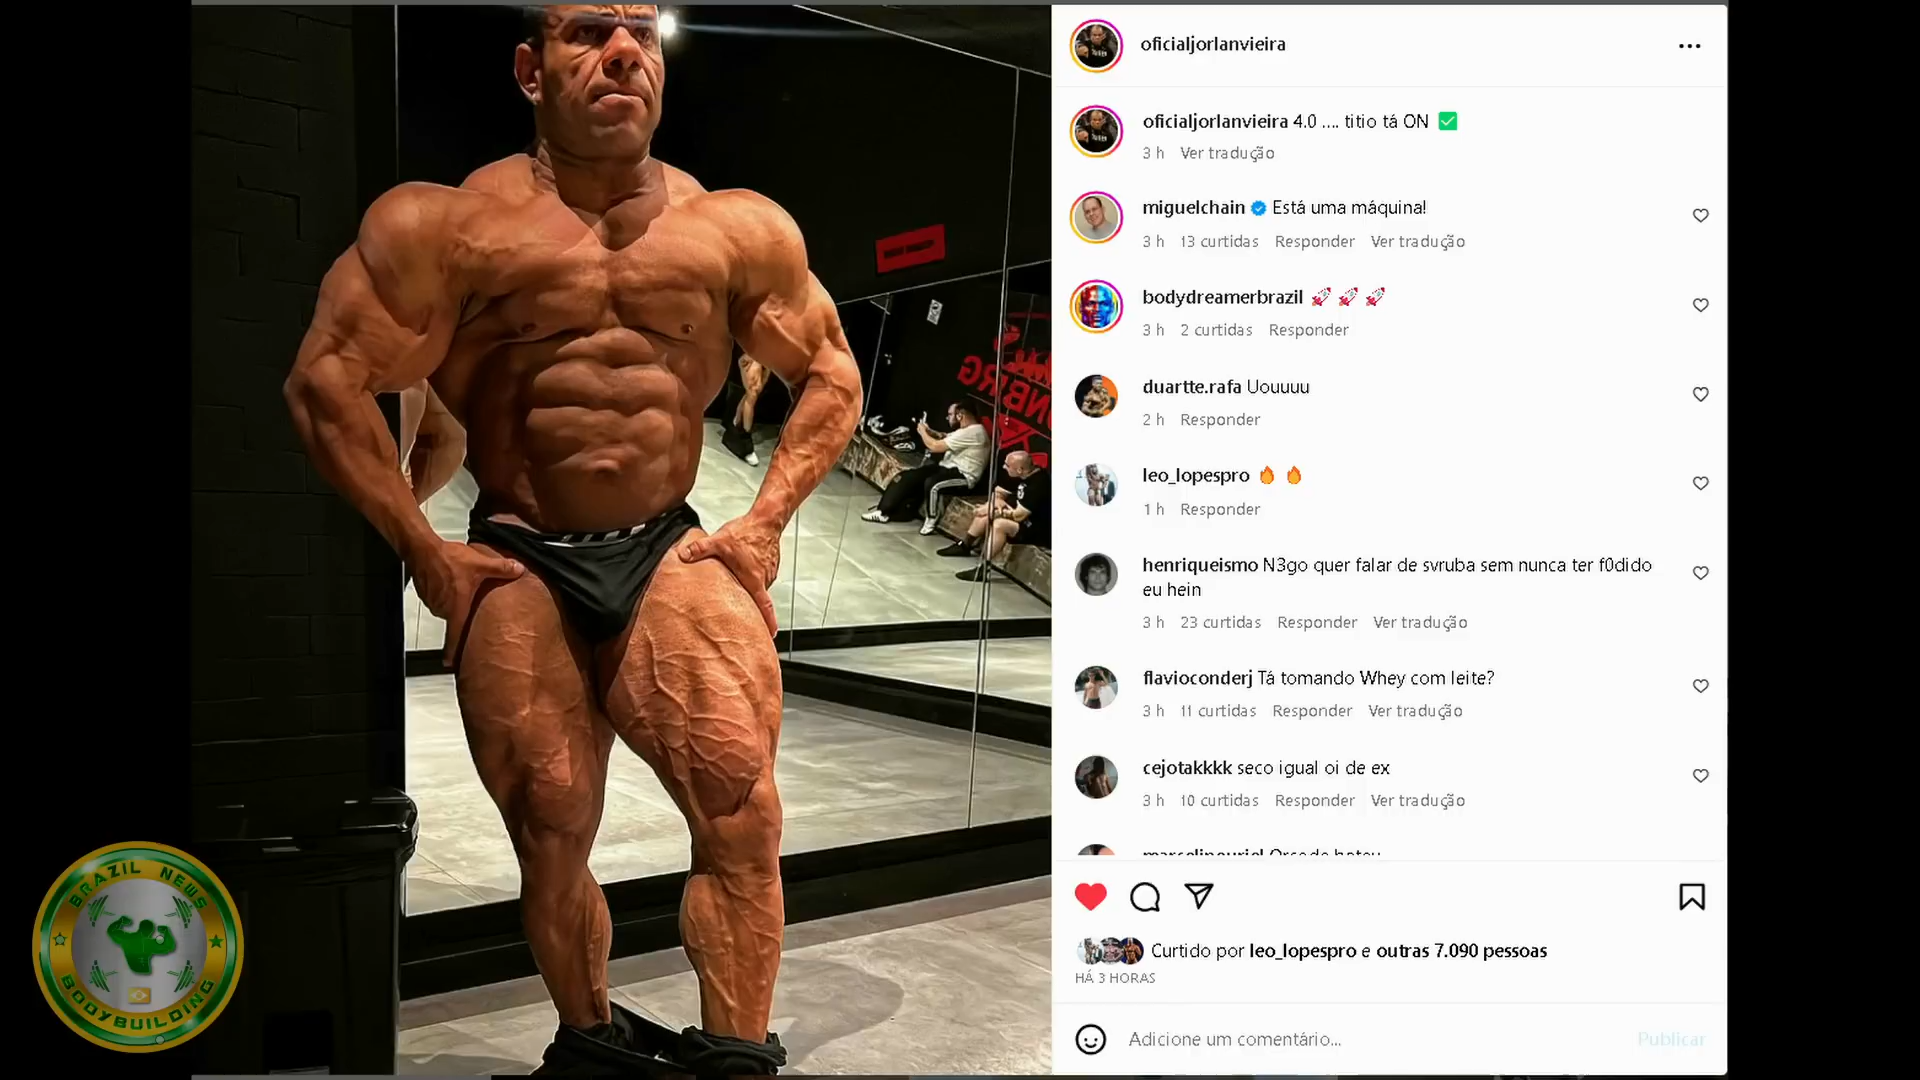 oficialjorlanvieira
oficialjorlanvieira 4.0 .... titio tá ON ✅
3 h Ver tradução
miguelchain Está uma máquina!
3 h 13 curtidas Responder Ver tradução
bodydreamerbrazil 🚀 🚀 🚀
3 h 2 curtidas Responder
duartte.rafa Uouuuu
2 h Responder
leo_lopespro 🔥 🔥
1 h Responder
henriqueismo N3go quer falar de svruba sem nunca ter f0dido
eu hein
3 h 23 curtidas Responder Ver tradução
flavioconderj Tá tomando Whey com leite?
3 h 11 curtidas Responder Ver tradução
cejotakkkk seco igual oi de ex
3 h 10 curtidas Responder Ver tradução
Curtido por leo_lopespro e outras 7.090 pessoas
HÁ 3 HORAS
Adicione um comentário...
Publicar
BRAZIL NEWS
BODYBUILDING